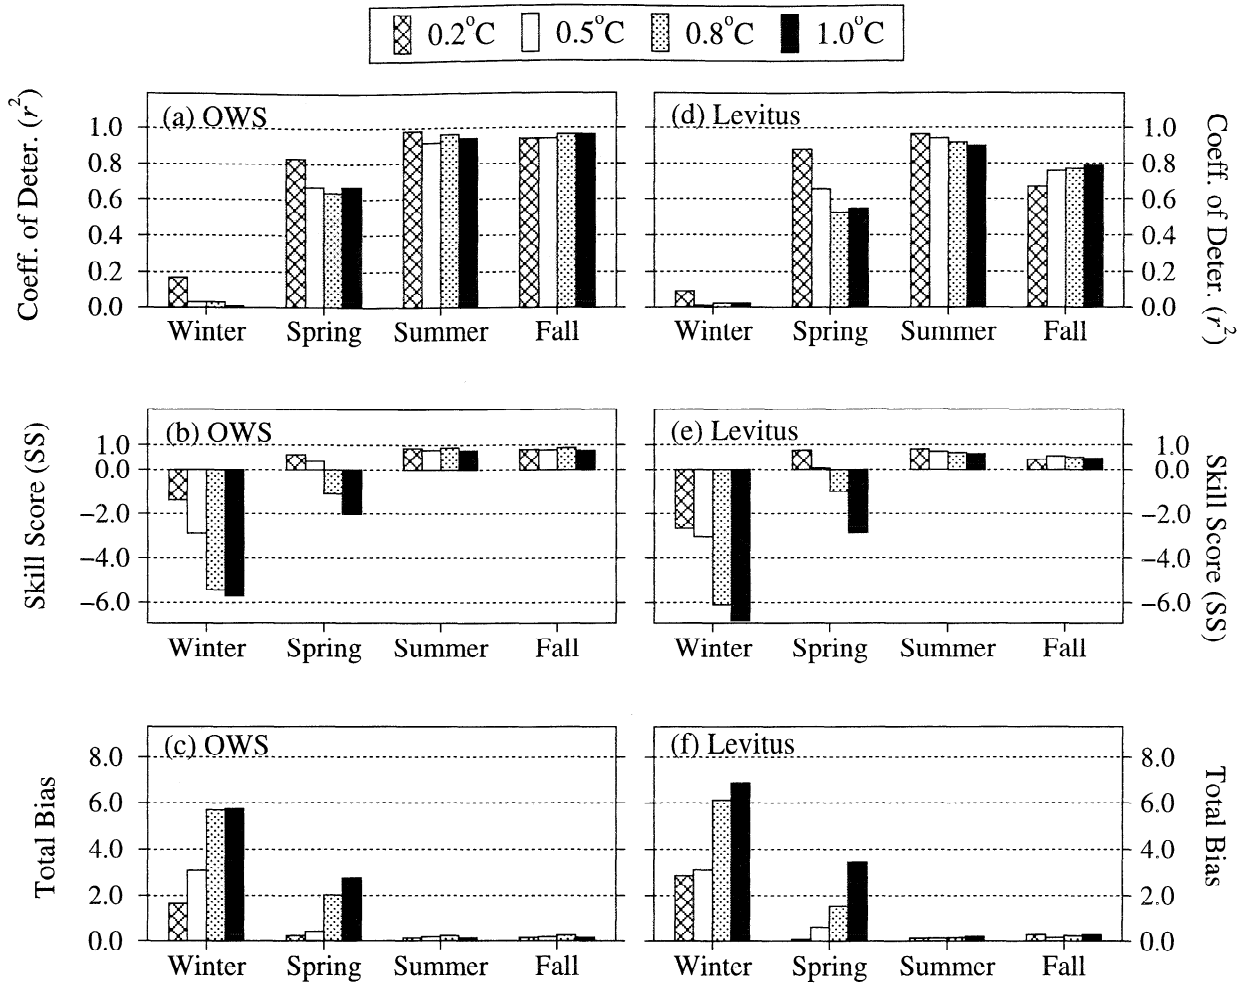 0.2°C 0.5°C 0.8°C 1.0°C
(a) OWS
(d) Levitus
Coeff. of Deter. (r²)
1.0
0.8
0.6
0.4
0.2
0.0
Winter Spring Summer Fall
1.0
0.8
0.6
0.4
0.2
0.0
Winter Spring Summer Fall
Coeff. of Deter. (r²)
(b) OWS
(e) Levitus
Skill Score (SS)
1.0
0.0
−2.0
−4.0
−6.0
Winter Spring Summer Fall
1.0
0.0
−2.0
−4.0
−6.0
Winter Spring Summer Fall
Skill Score (SS)
(c) OWS
(f) Levitus
Total Bias
8.0
6.0
4.0
2.0
0.0
Winter Spring Summer Fall
8.0
6.0
4.0
2.0
0.0
Winter Spring Summer Fall
Total Bias